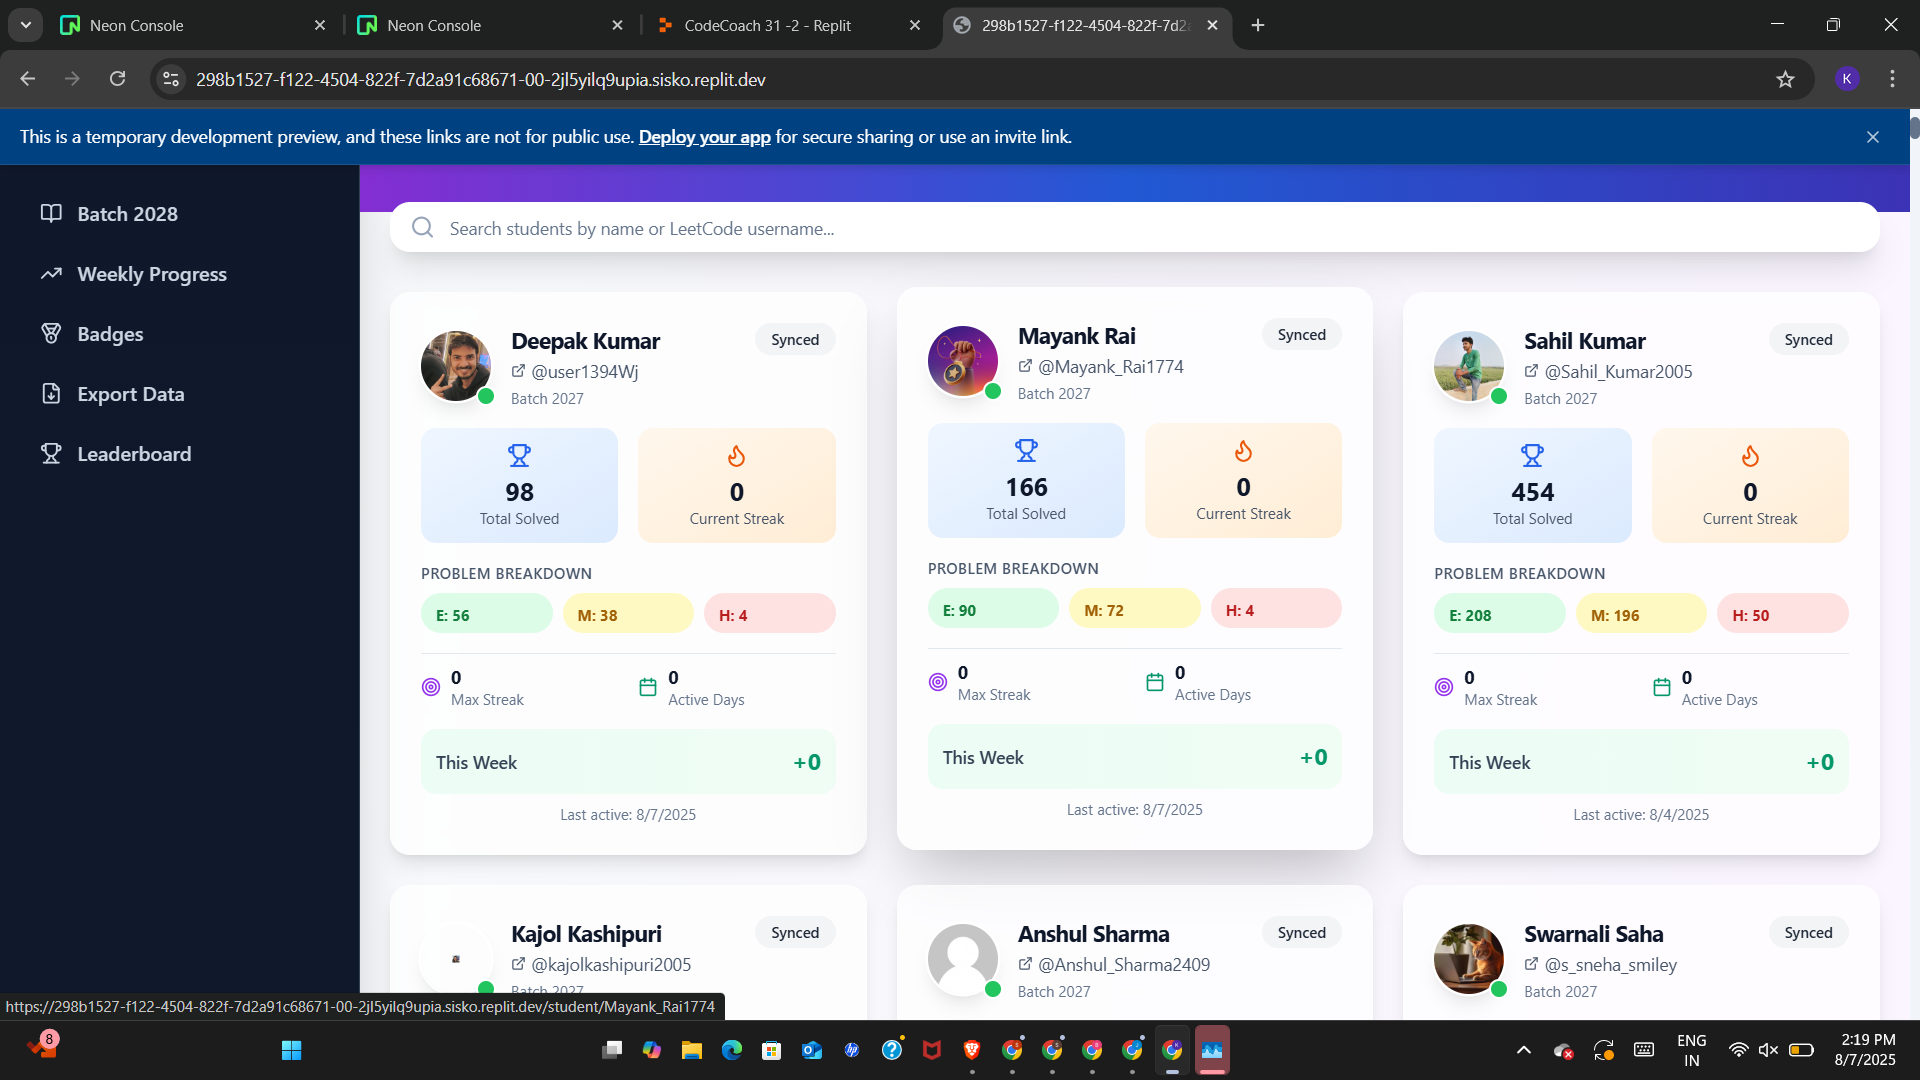 Neon Console
Neon Console
CodeCoach 31 -2 - Replit
298b1527-f122-4504-822f-7d2a
298b1527-f122-4504-822f-7d2a91c68671-00-2jl5yilq9upia.sisko.replit.dev
K
This is a temporary development preview, and these links are not for public use. Deploy your app for secure sharing or use an invite link.
Batch 2028
Weekly Progress
Badges
Export Data
Leaderboard
Search students by name or LeetCode username...
Deepak Kumar
Synced
@user1394Wj
Batch 2027
98
Total Solved
0
Current Streak
PROBLEM BREAKDOWN
E: 56
M: 38
H: 4
0
Max Streak
0
Active Days
This Week
+0
Last active: 8/7/2025
Mayank Rai
Synced
@Mayank_Rai1774
Batch 2027
166
Total Solved
0
Current Streak
PROBLEM BREAKDOWN
E: 90
M: 72
H: 4
0
Max Streak
0
Active Days
This Week
+0
Last active: 8/7/2025
Sahil Kumar
Synced
@Sahil_Kumar2005
Batch 2027
454
Total Solved
0
Current Streak
PROBLEM BREAKDOWN
E: 208
M: 196
H: 50
0
Max Streak
0
Active Days
This Week
+0
Last active: 8/4/2025
Kajol Kashipuri
Synced
@kajolkashipuri2005
Batch 2027
Anshul Sharma
Synced
@Anshul_Sharma2409
Batch 2027
Swarnali Saha
Synced
@s_sneha_smiley
Batch 2027
https://298b1527-f122-4504-822f-7d2a91c68671-00-2jl5yilq9upia.sisko.replit.dev/student/Mayank_Rai1774
8
ENG
IN
2:19 PM
8/7/2025